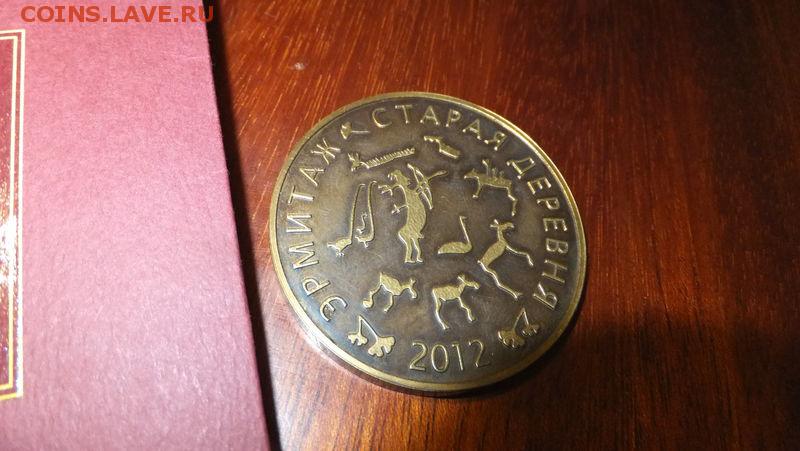 COINS.LAVE.RU
ЭРМИТАЖ СТАРАЯ ДЕРЕВНЯ
2012